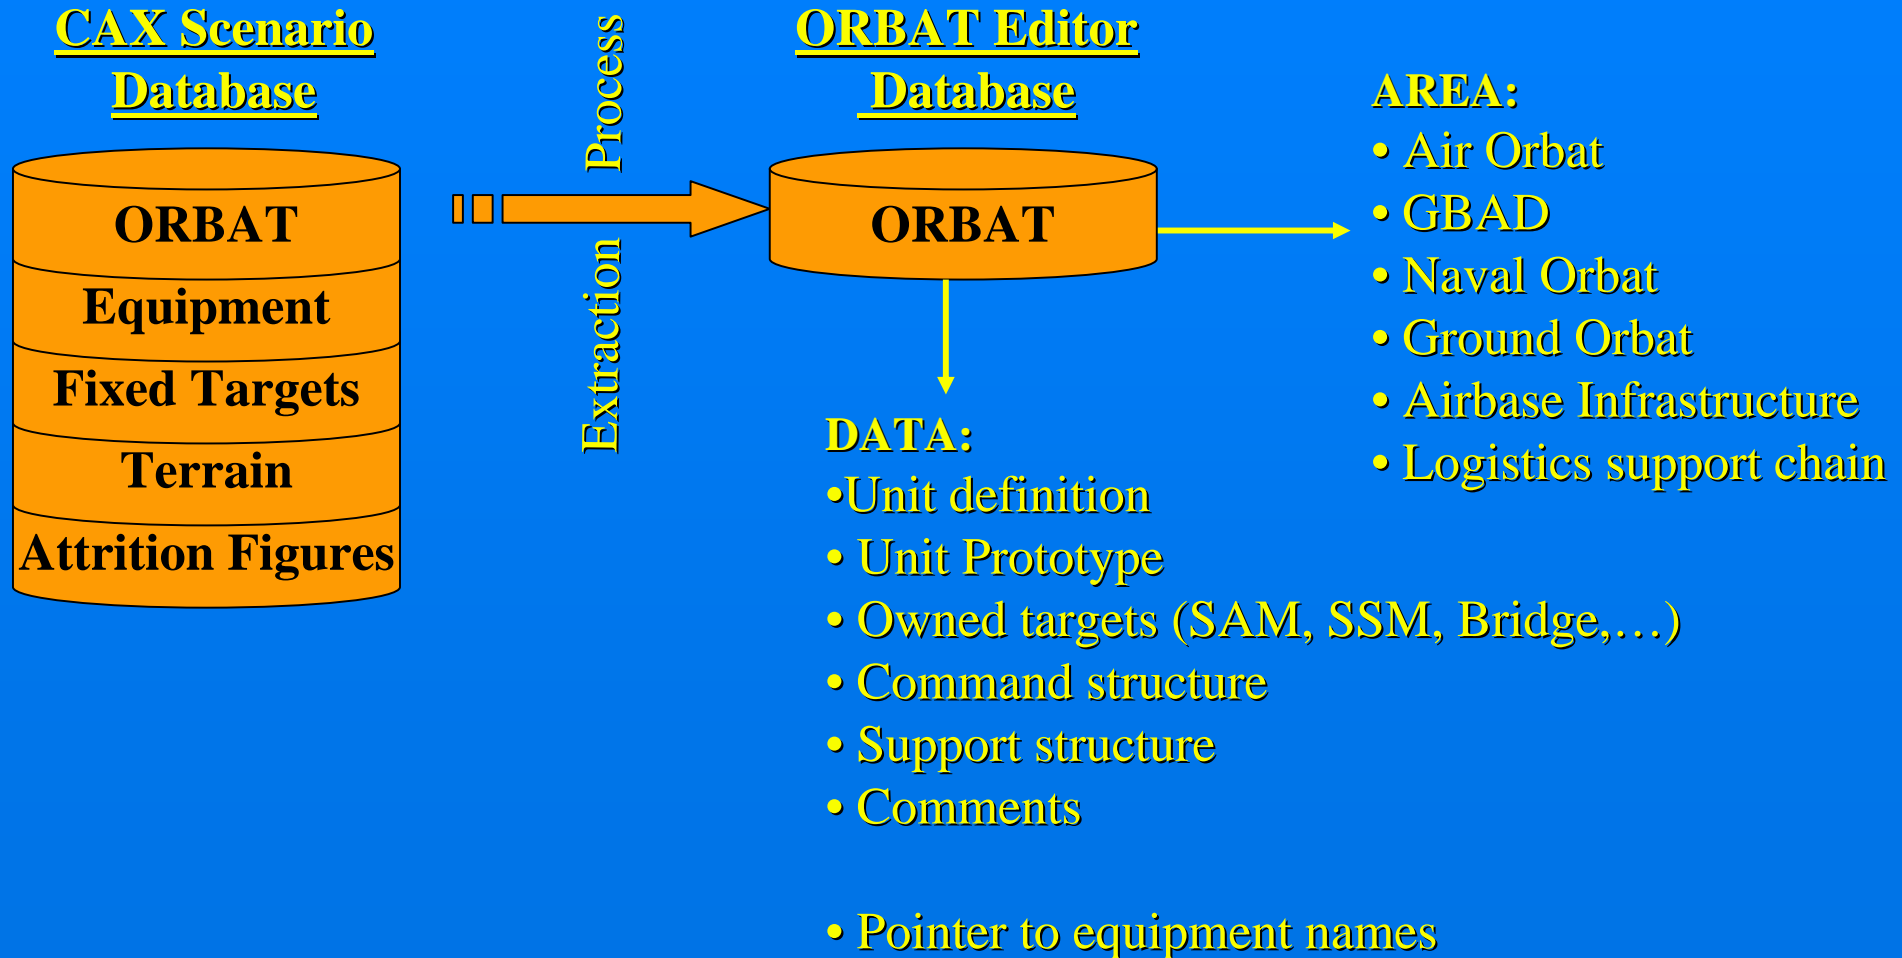 CAX Scenario
Database
ORBAT
Equipment
Fixed Targets
Terrain
Attrition Figures
Extraction Process
ORBAT Editor
Database
ORBAT
AREA:
• Air Orbat
• GBAD
• Naval Orbat
• Ground Orbat
• Airbase Infrastructure
• Logistics support chain
DATA:
•Unit definition
• Unit Prototype
• Owned targets (SAM, SSM, Bridge,…)
• Command structure
• Support structure
• Comments
• Pointer to equipment names